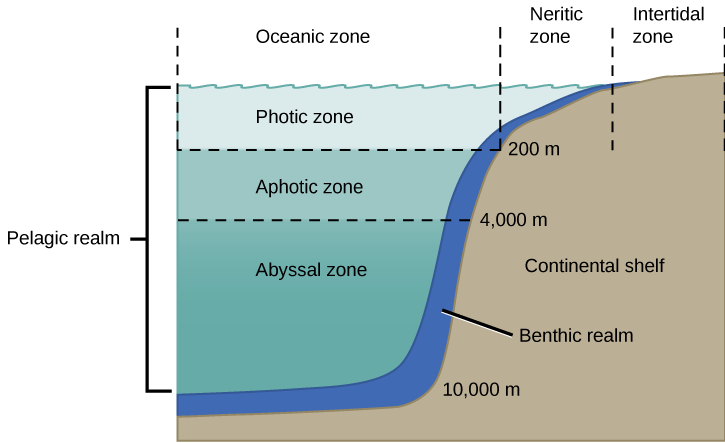 Oceanic zone
Neritic
zone
Intertidal
zone
Photic zone
200 m
Aphotic zone
4,000 m
Pelagic realm
Abyssal zone
Continental shelf
Benthic realm
10,000 m